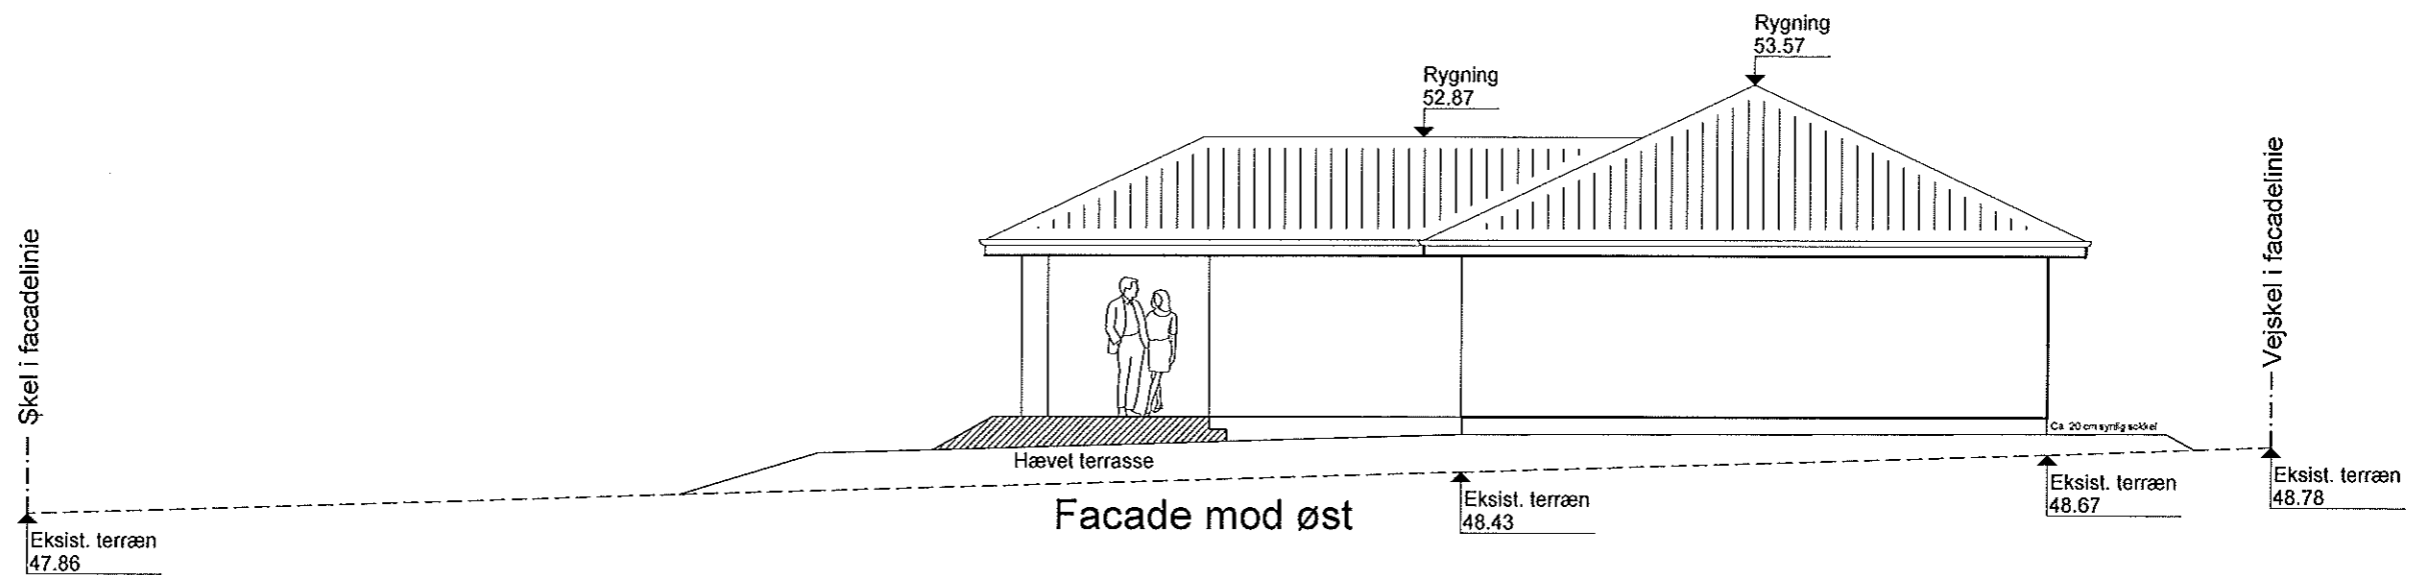 Rygning
53.57
Rygning
52.87
Skel i facadelinie
Vejskel i facadelinie
Ca. 20 cm synlig sokkel
Hævet terrasse
Facade mod øst
Eksist. terræn
47.86
Eksist. terræn
48.43
Eksist. terræn
48.67
Eksist. terræn
48.78